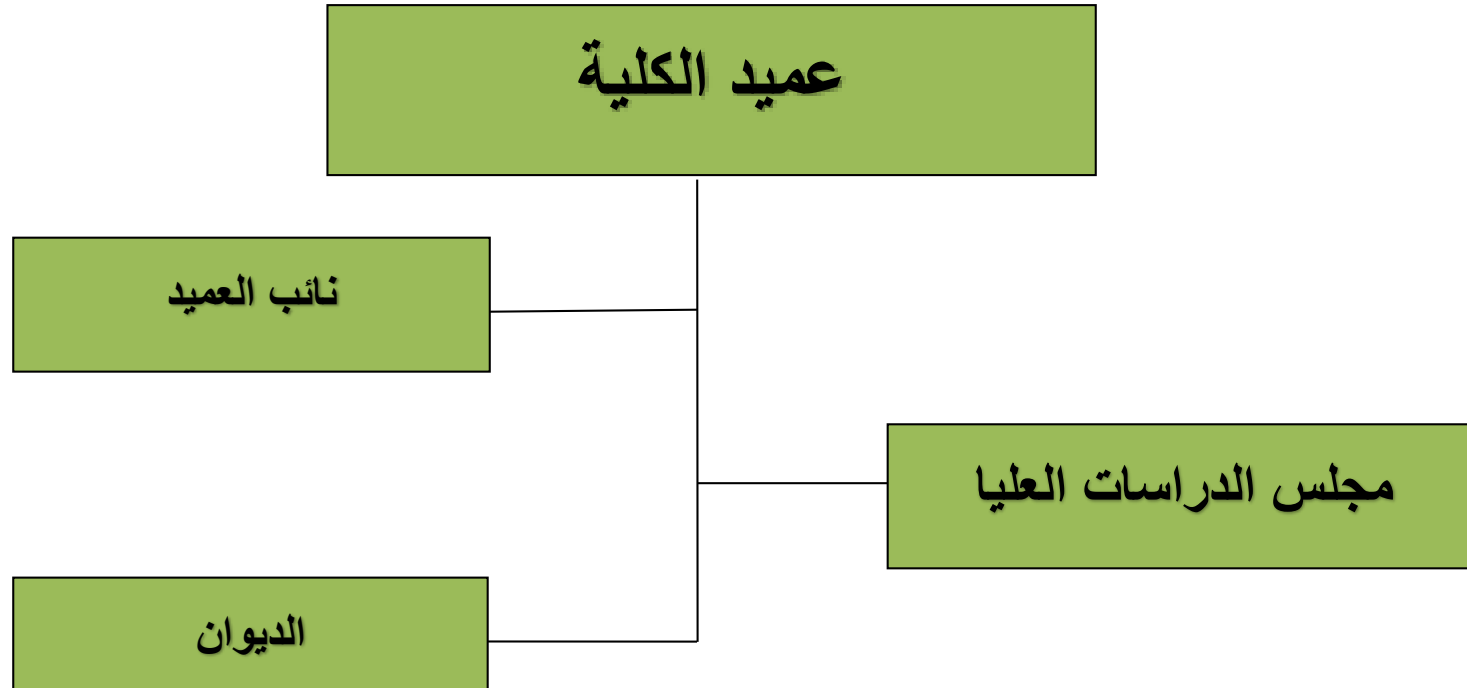 عميد الكلية
نائب العميد
مجلس الدراسات العليا
الديوان